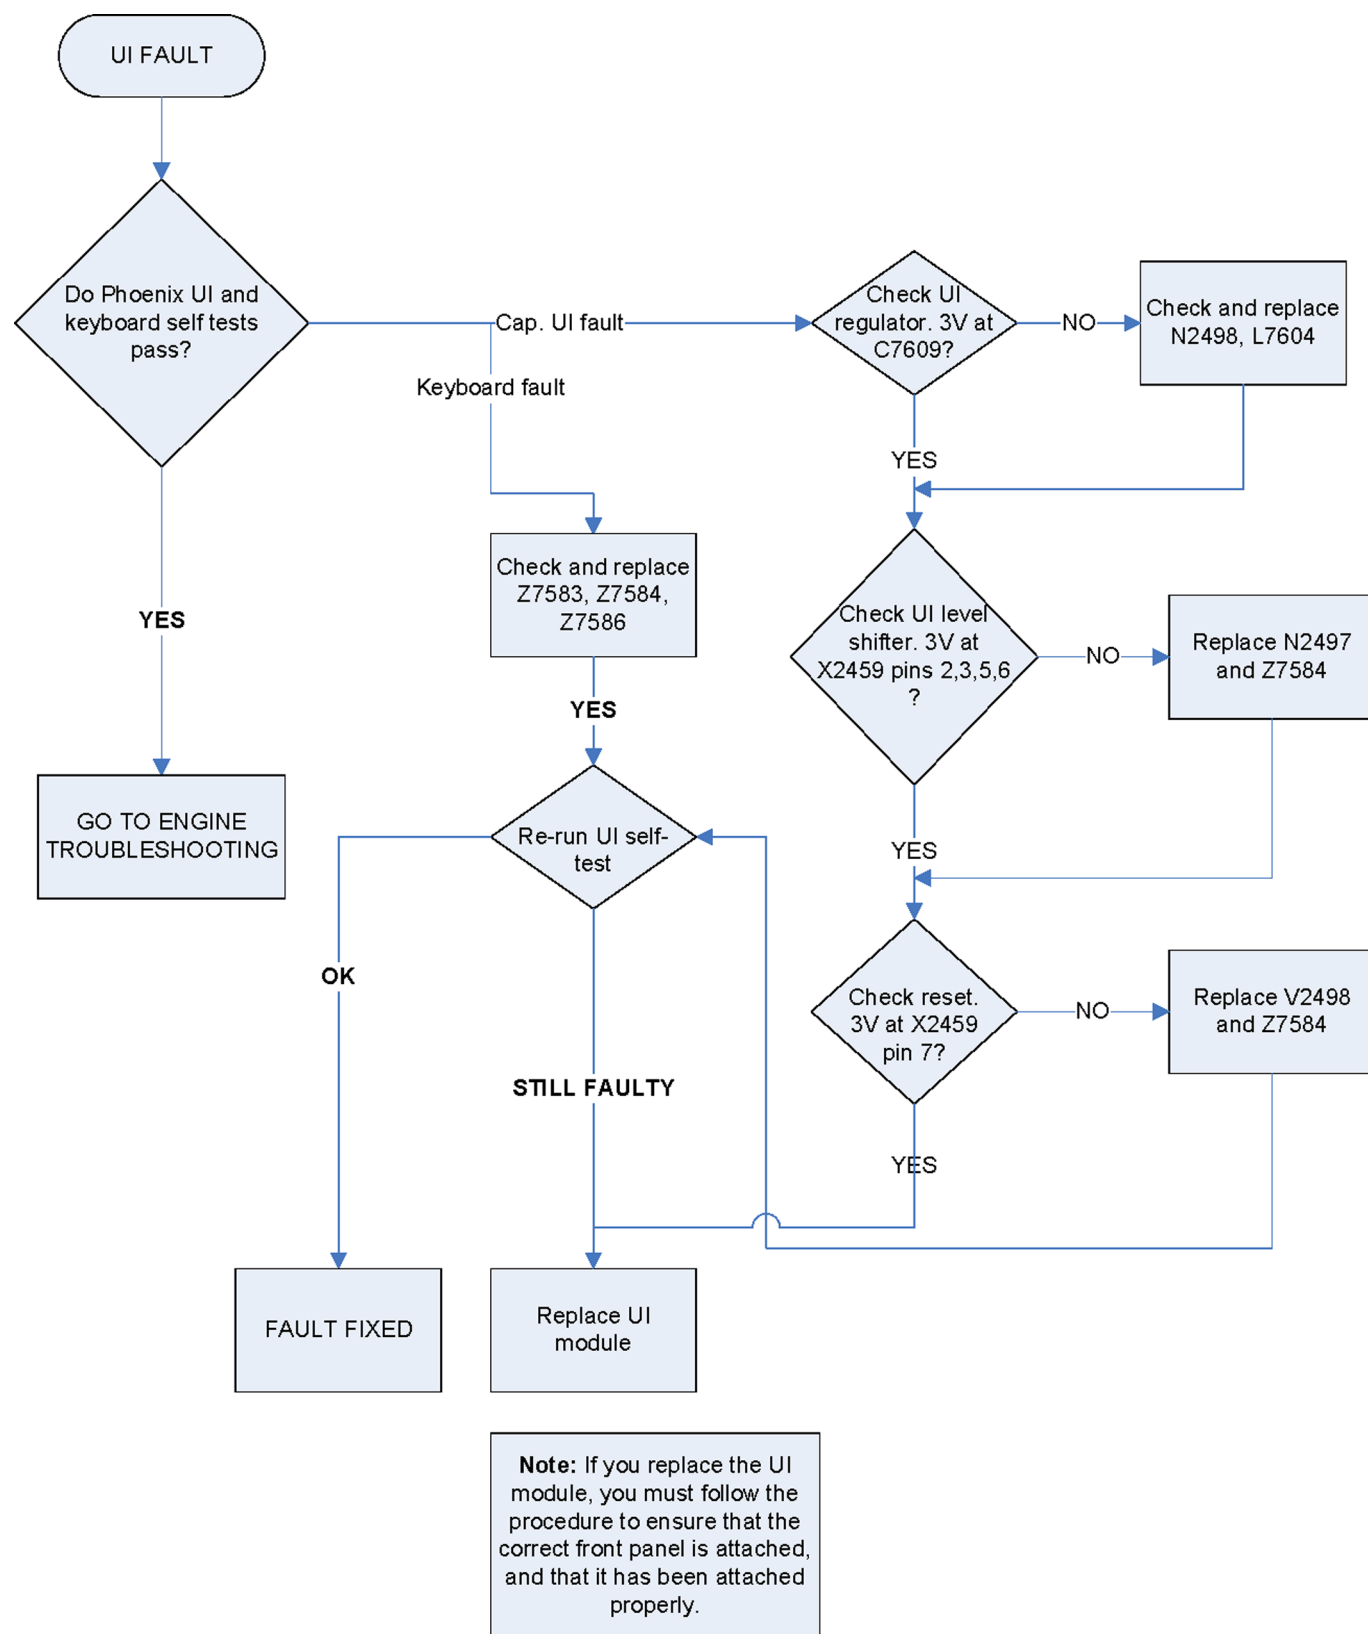 UI FAULT
Do Phoenix UI and
keyboard self tests
pass?
Cap. UI fault
Keyboard fault
Check UI
regulator. 3V at
C7609?
NO
Check and replace
N2498, L7604
YES
Check and replace
Z7583, Z7584,
Z7586
YES
YES
Check UI level
shifter. 3V at
X2459 pins 2,3,5,6
?
NO
Replace N2497
and Z7584
GO TO ENGINE
TROUBLESHOOTING
Re-run UI self-
test
YES
OK
STILL FAULTY
Check reset.
3V at X2459
pin 7?
NO
Replace V2498
and Z7584
YES
FAULT FIXED
Replace UI
module
Note: If you replace the UI
module, you must follow the
procedure to ensure that the
correct front panel is attached,
and that it has been attached
properly.